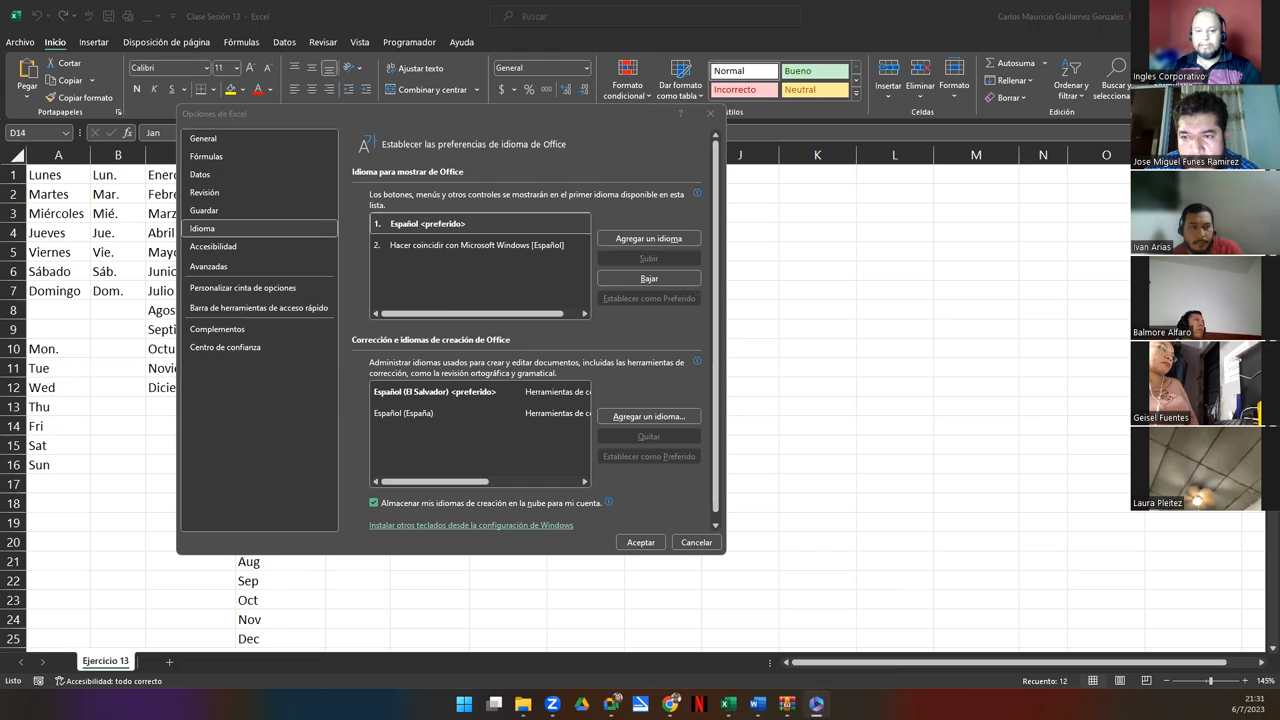 Clase Sesión 13 - Excel
Buscar
Carlos Mauricio Galdamez Gonzalez
Archivo Inicio Insertar Disposición de página Fórmulas Datos Revisar Vista Programador Ayuda
Pegar
Cortar
Copiar
Copiar formato
Portapapeles
Calibri 11
N K S
Ajustar texto
Combinar y centrar
General
$ % 000
Formato condicional
Dar formato como tabla
Normal Bueno
Incorrecto Neutral
Estilos
Insertar Eliminar Formato
Autosuma
Rellenar
Borrar
Ordenar y filtrar
Buscar y
Celdas
D14 fx Jan
A B J K L M N O
1 Lunes Lun.
2 Martes Mar.
3 Miércoles Mié.
4 Jueves Jue. Abril
5 Viernes Vie.
6 Sábado Sáb.
7 Domingo Dom. Julio
8
9
10 Mon.
11 Tue
12 Wed
13 Thu
14 Fri
15 Sat
16 Sun
17
18
19
20
21 Aug
22 Sep
23 Oct
24 Nov
25 Dec
Opciones de Excel ?
General
Fórmulas
Datos
Revisión
Guardar
Idioma
Accesibilidad
Avanzadas
Personalizar cinta de opciones
Barra de herramientas de acceso rápido
Complementos
Centro de confianza
Establecer las preferencias de idioma de Office
Idioma para mostrar de Office
Los botones, menús y otros controles se mostrarán en el primer idioma disponible en esta
lista.
1. Español <preferido>
2. Hacer coincidir con Microsoft Windows [Español]
Agregar un idioma
Subir
Bajar
Establecer como Preferido
Corrección e idiomas de creación de Office
Administrar idiomas usados para crear y editar documentos, incluidas las herramientas de
corrección, como la revisión ortográfica y gramatical.
Español (El Salvador) <preferido> Herramientas de
Español (España) Herramientas de
Agregar un idioma...
Quitar
Establecer como Preferido
Almacenar mis idiomas de creación en la nube para mi cuenta.
Instalar otros teclados desde la configuración de Windows
Aceptar Cancelar
Ingles Corporativo
Jose Miguel Funes Ramirez
Ivan Arias
Balmore Alfaro
Geisel Fuentes
Laura Pleitez
Ejercicio 13
Listo Accesibilidad: todo correcto Recuento: 12 145%
21:31
6/7/2023